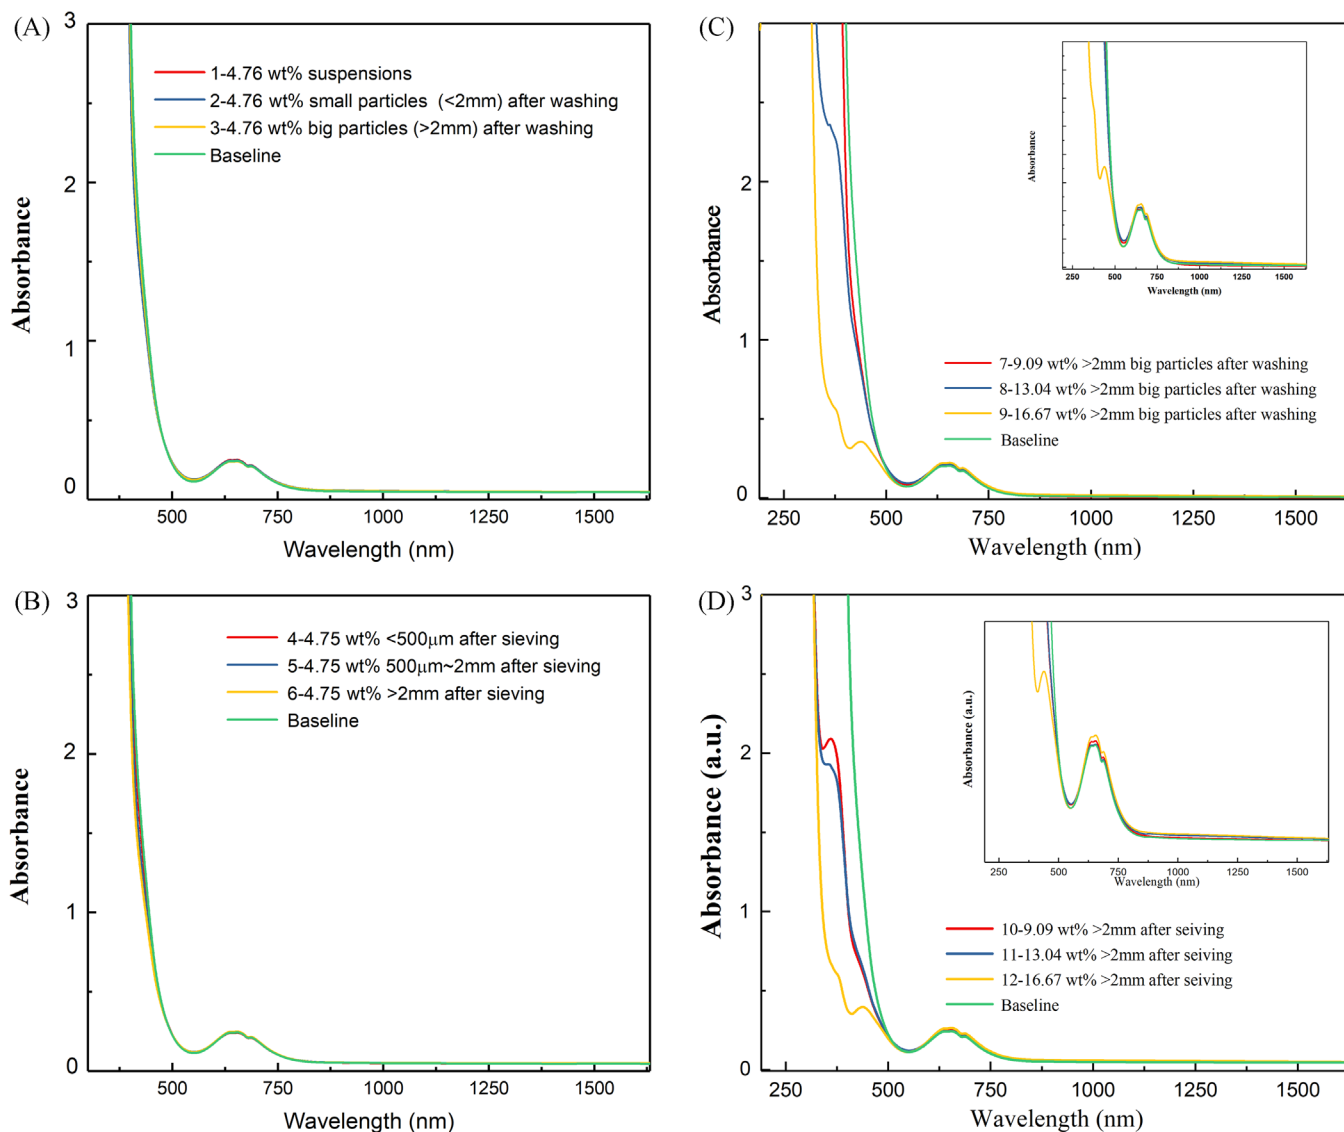 (A)
3
2
1
0
Absorbance
1-4.76 wt% suspensions
2-4.76 wt% small particles (<2mm) after washing
3-4.76 wt% big particles (>2mm) after washing
Baseline
500 750 1000 1250 1500
Wavelength (nm)
(C)
2
1
0
Absorbance
Absorbance
250 500 750 1000 1250 1500
Wavelength (nm)
7-9.09 wt% >2mm big particles after washing
8-13.04 wt% >2mm big particles after washing
9-16.67 wt% >2mm big particles after washing
Baseline
250 500 750 1000 1250 1500
Wavelength (nm)
(B)
3
2
1
0
Absorbance
4-4.75 wt% <500μm after sieving
5-4.75 wt% 500μm~2mm after sieving
6-4.75 wt% >2mm after sieving
Baseline
500 750 1000 1250 1500
Wavelength (nm)
(D)
3
2
1
0
Absorbance (a.u.)
Absorbance (a.u.)
250 500 750 1000 1250 1500
Wavelength (nm)
10-9.09 wt% >2mm after seiving
11-13.04 wt% >2mm after seiving
12-16.67 wt% >2mm after seiving
Baseline
250 500 750 1000 1250 1500
Wavelength (nm)